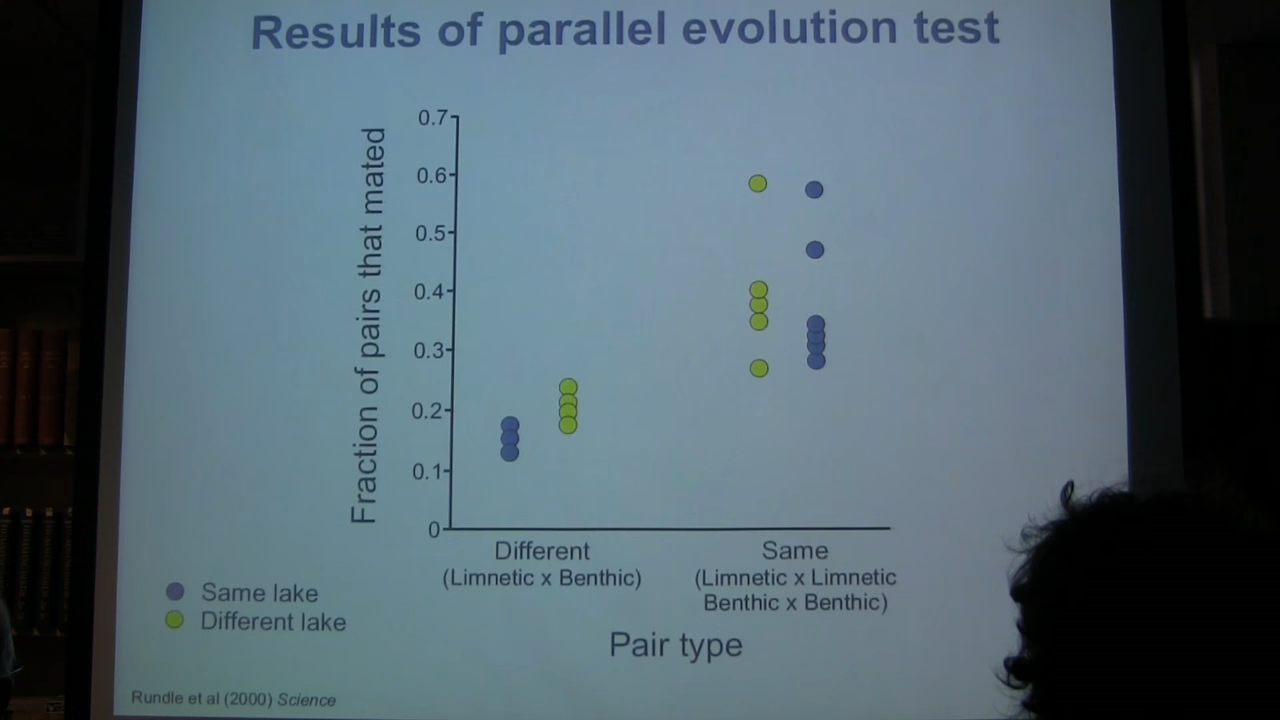 Results of parallel evolution test
Fraction of pairs that mated
0.7
0.6
0.5
0.4
0.3
0.2
0.1
0
Different
(Limnetic x Benthic)
Same
(Limnetic x Limnetic
Benthic x Benthic)
Pair type
Same lake
Different lake
Rundle et al (2000) Science